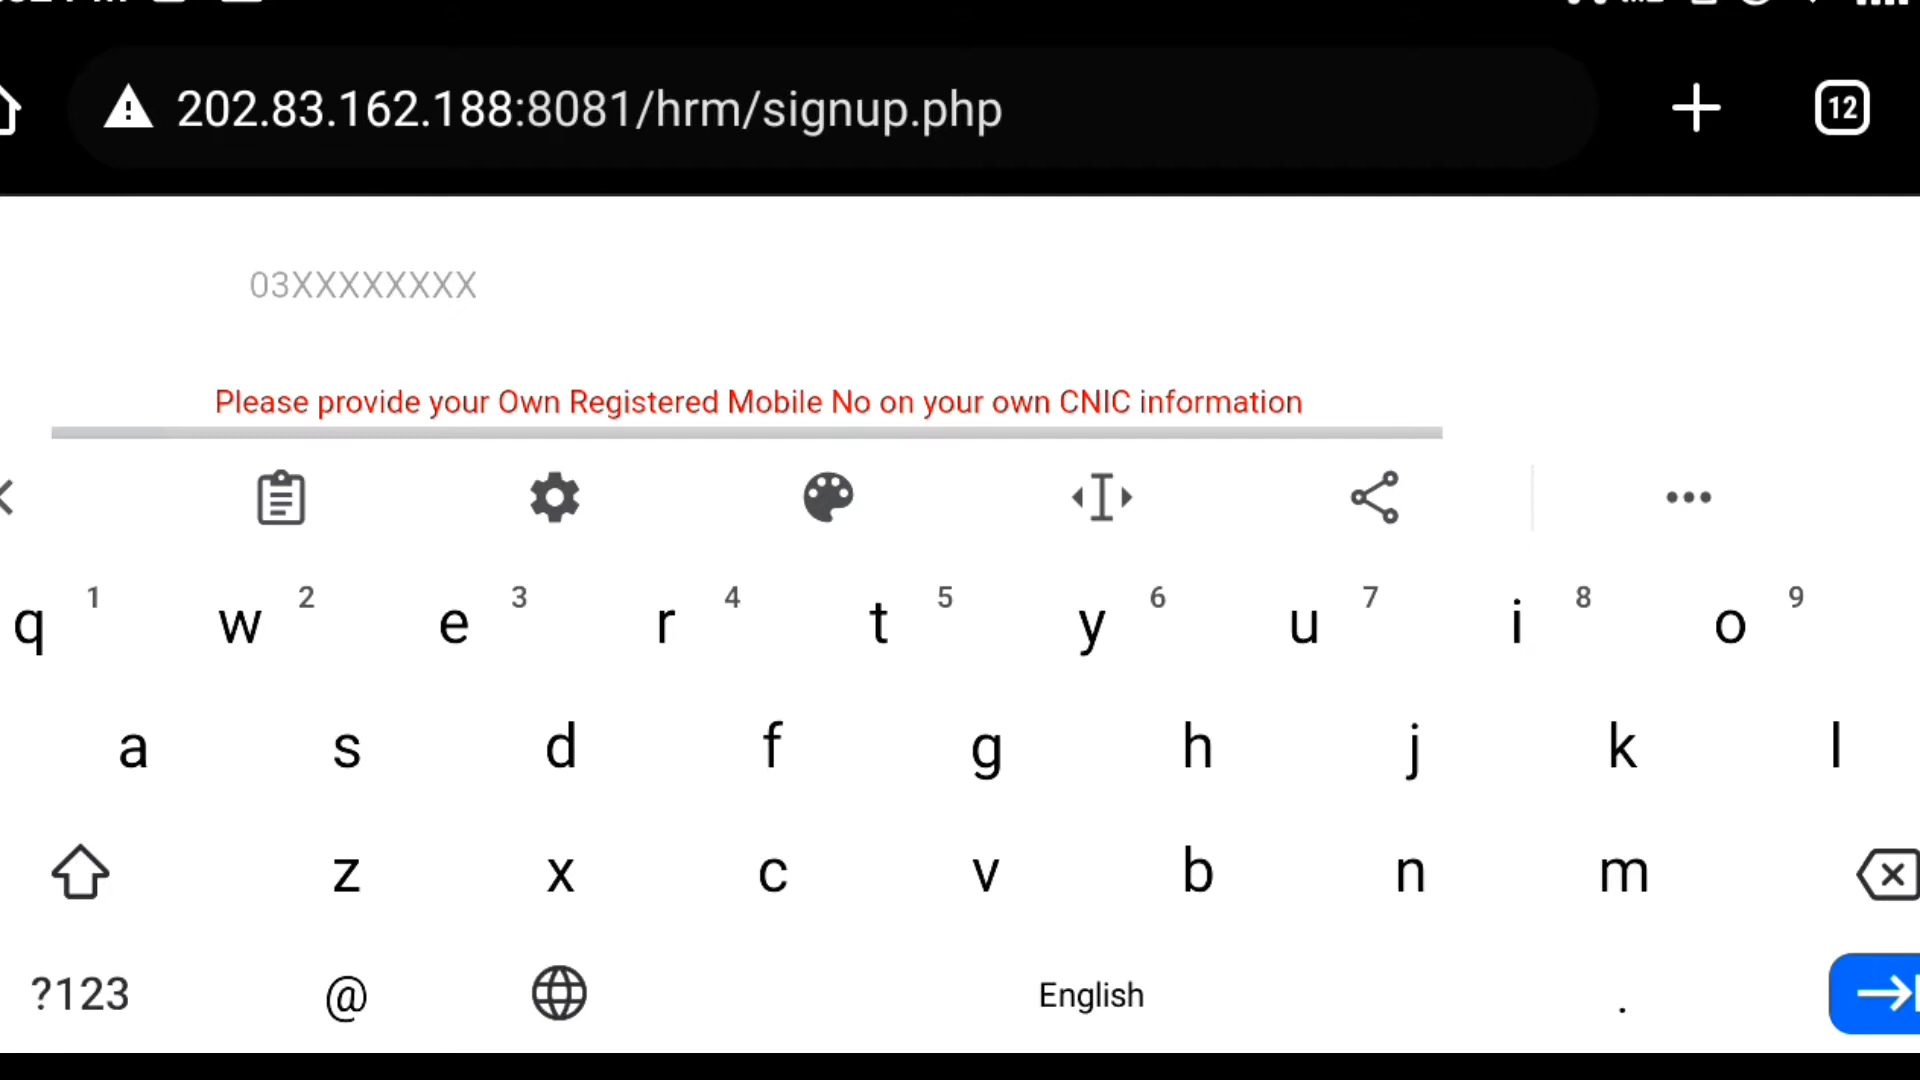 202.83.162.188:8081/hrm/signup.php
12
03XXXXXXXX
Please provide your Own Registered Mobile No on your own CNIC information
q 1 w 2 e 3 r 4 t 5 y 6 u 7 i 8 o 9
a s d f g h j k l
z x c v b n m
?123 @ English .